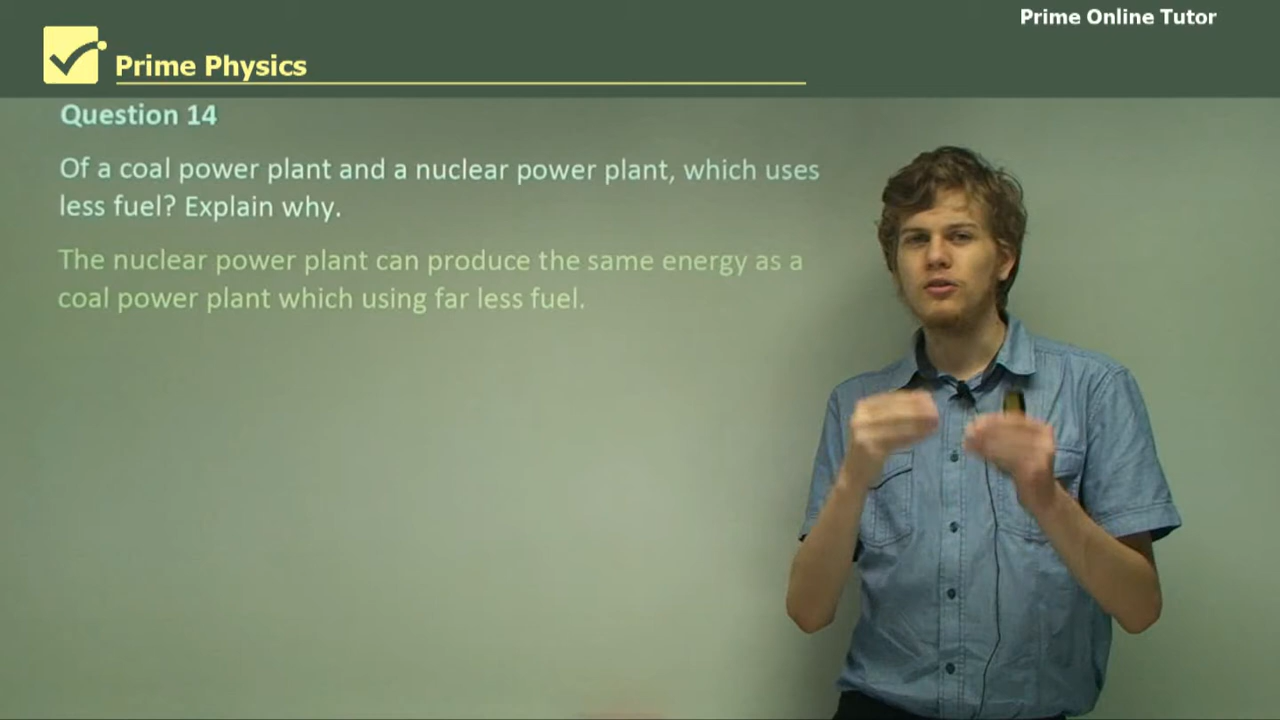 Prime Online Tutor
Prime Physics
Question 14
Of a coal power plant and a nuclear power plant, which uses
less fuel? Explain why.
The nuclear power plant can produce the same energy as a
coal power plant which using far less fuel.